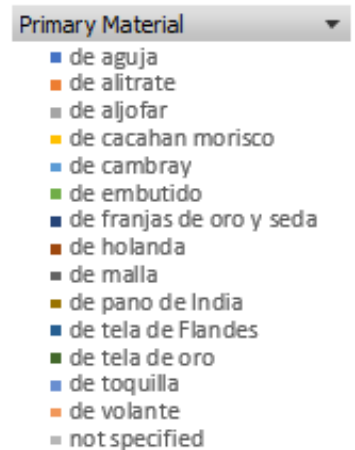 Primary Material
de aguja
de alitrate
de aljofar
de cacahan morisco
de cambray
de embutido
de franjas de oro y seda
de holanda
de malla
de pano de India
de tela de Flandes
de tela de oro
de toquilla
de volante
not specified